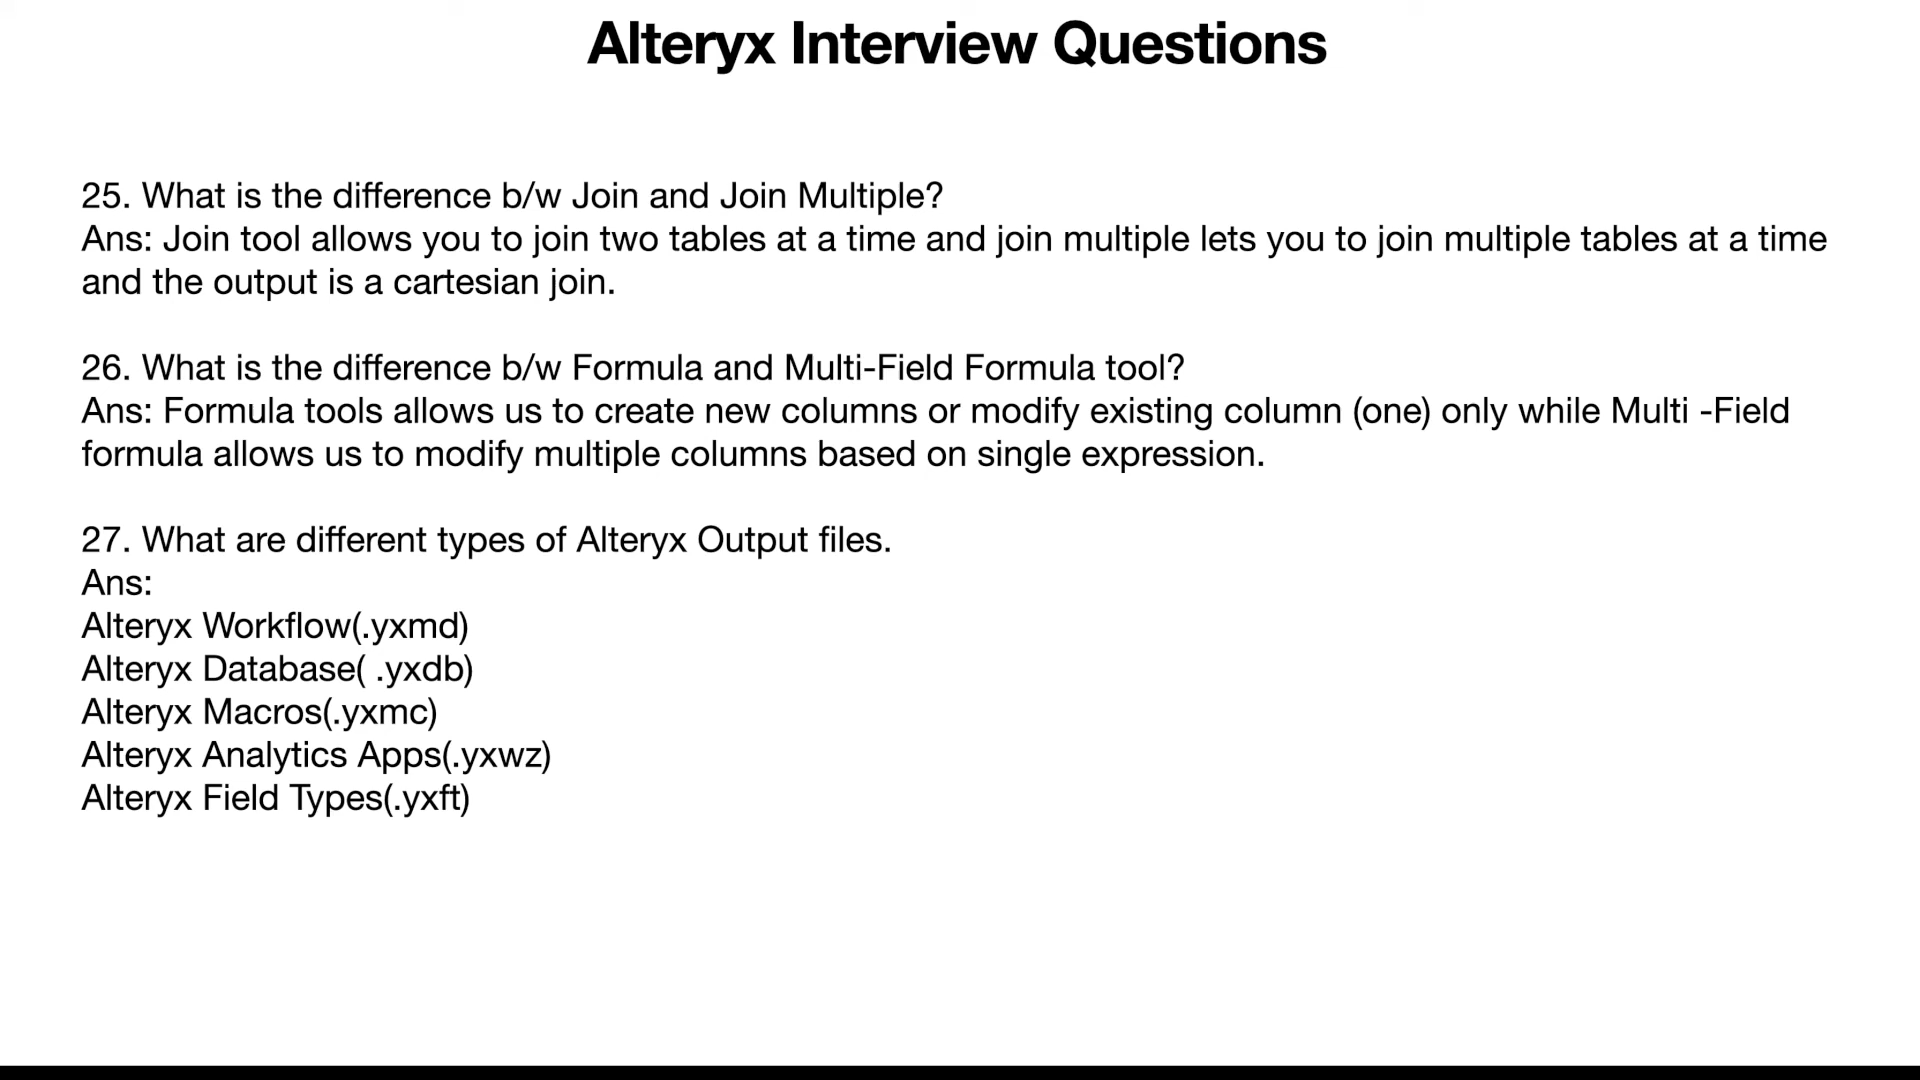 Alteryx Interview Questions
25. What is the difference b/w Join and Join Multiple?
Ans: Join tool allows you to join two tables at a time and join multiple lets you to join multiple tables at a time
and the output is a cartesian join.
26. What is the difference b/w Formula and Multi-Field Formula tool?
Ans: Formula tools allows us to create new columns or modify existing column (one) only while Multi -Field
formula allows us to modify multiple columns based on single expression.
27. What are different types of Alteryx Output files.
Ans:
Alteryx Workflow(.yxmd)
Alteryx Database( .yxdb)
Alteryx Macros(.yxmc)
Alteryx Analytics Apps(.yxwz)
Alteryx Field Types(.yxft)